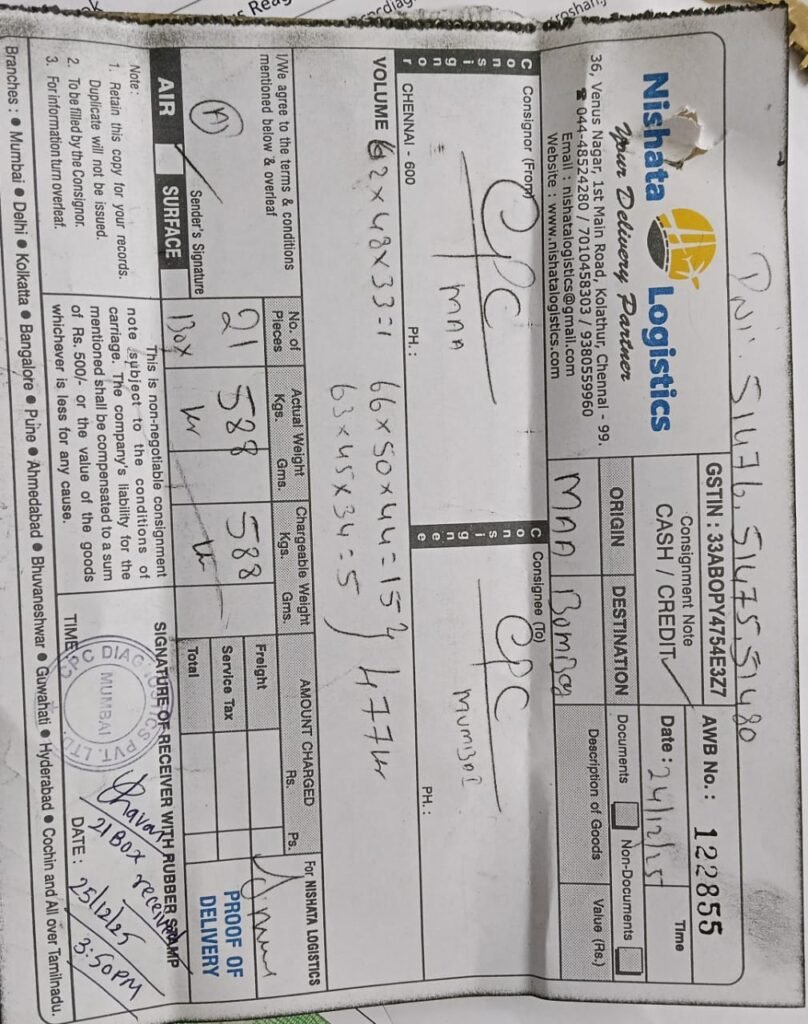 PNI: 51476, 51475, 51480
Nishata Logistics
Your Delivery Partner
36, Venus Nagar, 1st Main Road, Kolathur, Chennai - 99.
☎ 044-48524280 / 7010458303 / 9380559960
Email : nishatalogistics@gmail.com
Website : www.nishatalogistics.com
GSTIN : 33ABOPY4754E3Z7
Consignment Note
CASH / CREDIT ✓
AWB No. : 122855
Date : 24/12/25
Time
ORIGIN
DESTINATION
MAA
Bombay
Documents
Non-Documents
Description of Goods
Value (Rs.)
Consignor
Consignor (From)
CPC
MAA
CHENNAI - 600
PH. :
Consignee
Consignee (To)
CPC
MUMBAI
PH. :
VOLUME 62 x 48 x 33 = 1
66 x 50 x 44 = 15
63 x 45 x 34 = 5
477 kr
I/We agree to the terms & conditions
mentioned below & overleaf
Sender's Signature
AIR
SURFACE
Note :
1. Retain this copy for your records.
Duplicate will not be issued.
2. To be filled by the Consignor.
3. For information turn overleaf.
No. of Pieces
Actual Weight
Kgs. Gms.
Chargeable Weight
Kgs. Gms.
21
BOX
588
kr
588
kr
AMOUNT CHARGED
Rs. Ps.
Freight
Service Tax
Total
For NISHATA LOGISTICS
PROOF OF
DELIVERY
This is non-negotiable consignment
note subject to the conditions of
carriage. The company's liability for the
mentioned shall be compensated to a sum
of Rs. 500/- or the value of the goods
whichever is less for any cause.
SIGNATURE OF RECEIVER WITH RUBBER STAMP
CPC DIAGNOSTICS PVT. LTD.
MUMBAI
Chavan
21 BOX received
TIME:
DATE : 25/12/25
3:50PM
Branches : ● Mumbai ● Delhi ● Kolkatta ● Bangalore ● Pune ● Ahmedabad ● Bhuvaneshwar ● Guwahati ● Hyderabad ● Cochin and All over Tamilnadu.